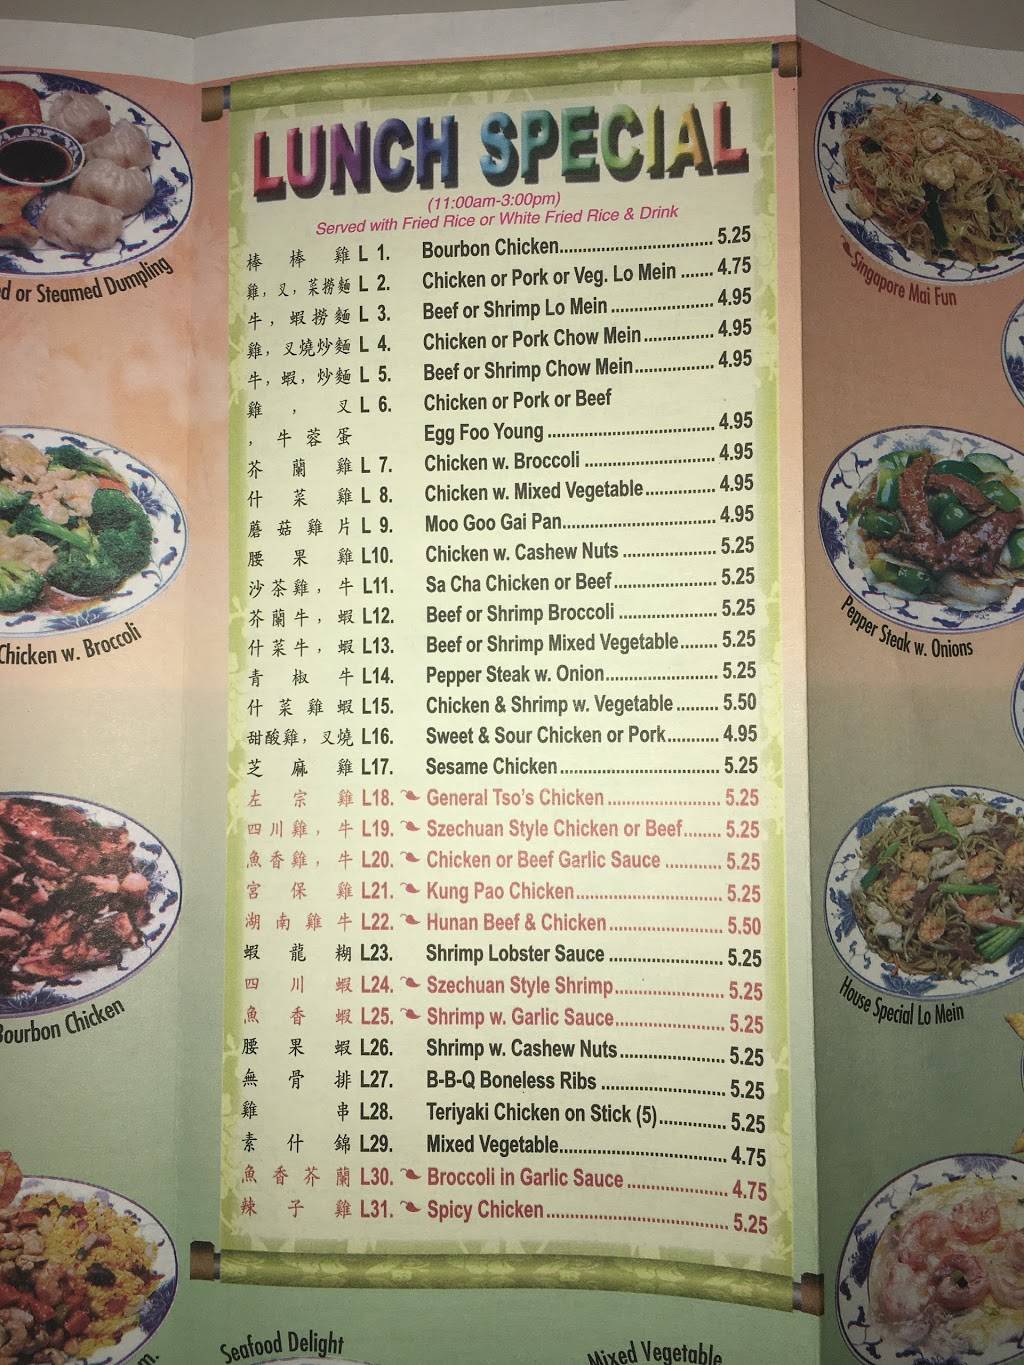 LUNCH SPECIAL
(11:00am-3:00pm)
Served with Fried Rice or White Fried Rice & Drink
棒 棒 雞 L 1. Bourbon Chicken 5.25
雞, 叉, 菜撈麵 L 2. Chicken or Pork or Veg. Lo Mein 4.75
牛, 蝦撈麵 L 3. Beef or Shrimp Lo Mein 4.95
雞, 叉燒炒麵 L 4. Chicken or Pork Chow Mein 4.95
牛, 蝦, 炒麵 L 5. Beef or Shrimp Chow Mein 4.95
雞 , 叉 L 6. Chicken or Pork or Beef
, 牛蓉蛋 Egg Foo Young 4.95
芥 蘭 雞 L 7. Chicken w. Broccoli 4.95
什 菜 雞 L 8. Chicken w. Mixed Vegetable 4.95
蘑菇雞片 L 9. Moo Goo Gai Pan 4.95
腰 果 雞 L10. Chicken w. Cashew Nuts 5.25
沙茶雞, 牛 L11. Sa Cha Chicken or Beef 5.25
芥蘭牛, 蝦 L12. Beef or Shrimp Broccoli 5.25
什菜牛, 蝦 L13. Beef or Shrimp Mixed Vegetable 5.25
青 椒 牛 L14. Pepper Steak w. Onion 5.25
什菜雞蝦 L15. Chicken & Shrimp w. Vegetable 5.50
甜酸雞, 叉燒 L16. Sweet & Sour Chicken or Pork 4.95
芝 麻 雞 L17. Sesame Chicken 5.25
左 宗 雞 L18. General Tso's Chicken 5.25
四川雞, 牛 L19. Szechuan Style Chicken or Beef 5.25
魚香雞, 牛 L20. Chicken or Beef Garlic Sauce 5.25
宮 保 雞 L21. Kung Pao Chicken 5.25
湖南雞牛 L22. Hunan Beef & Chicken 5.50
蝦 龍 糊 L23. Shrimp Lobster Sauce 5.25
四 川 蝦 L24. Szechuan Style Shrimp 5.25
魚 香 蝦 L25. Shrimp w. Garlic Sauce 5.25
腰 果 蝦 L26. Shrimp w. Cashew Nuts 5.25
無 骨 排 L27. B-B-Q Boneless Ribs 5.25
雞 串 L28. Teriyaki Chicken on Stick (5) 5.25
素 什 錦 L29. Mixed Vegetable 4.75
魚香芥蘭 L30. Broccoli in Garlic Sauce 4.75
辣 子 雞 L31. Spicy Chicken 5.25
or Steamed Dumpling
Chicken w. Broccoli
Bourbon Chicken
Seafood Delight
Mixed Vegetable
Singapore Mai Fun
Pepper Steak w. Onions
House Special Lo Mein